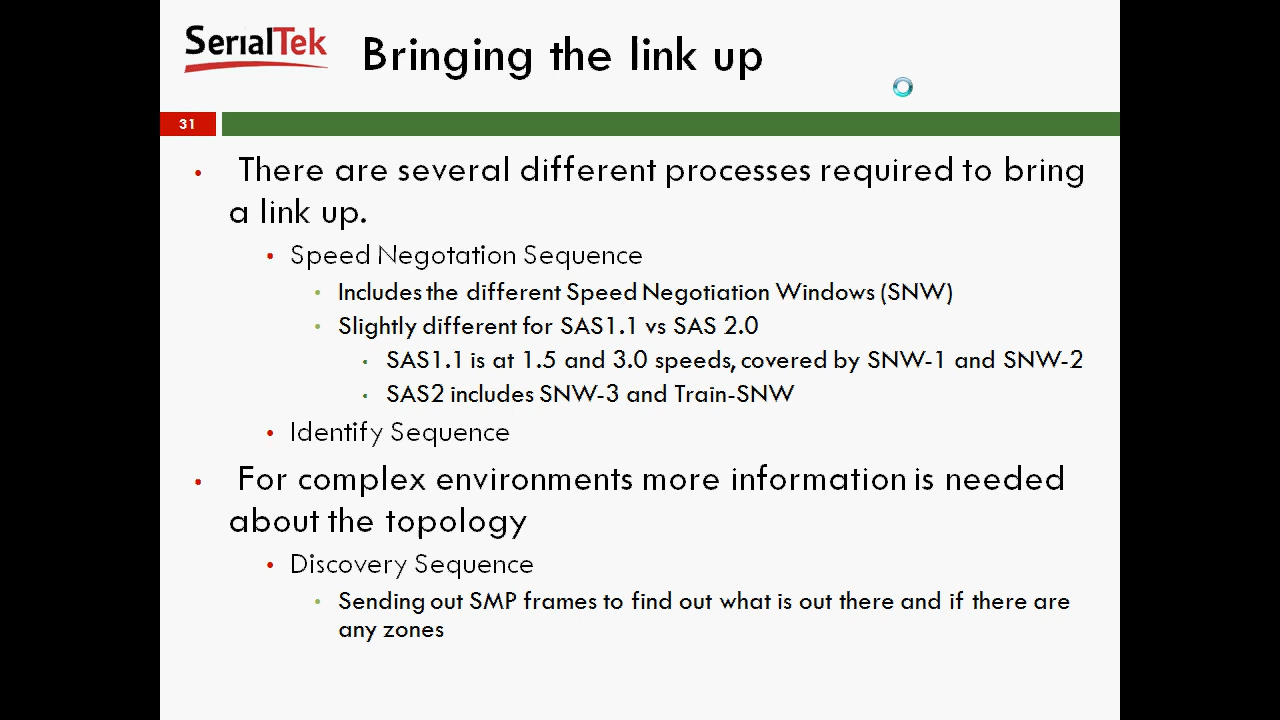 SerialTek
Bringing the link up
31
• There are several different processes required to bring
a link up.
• Speed Negotation Sequence
• Includes the different Speed Negotiation Windows (SNW)
• Slightly different for SAS1.1 vs SAS 2.0
• SAS1.1 is at 1.5 and 3.0 speeds, covered by SNW-1 and SNW-2
• SAS2 includes SNW-3 and Train-SNW
• Identify Sequence
• For complex environments more information is needed
about the topology
• Discovery Sequence
• Sending out SMP frames to find out what is out there and if there are
any zones